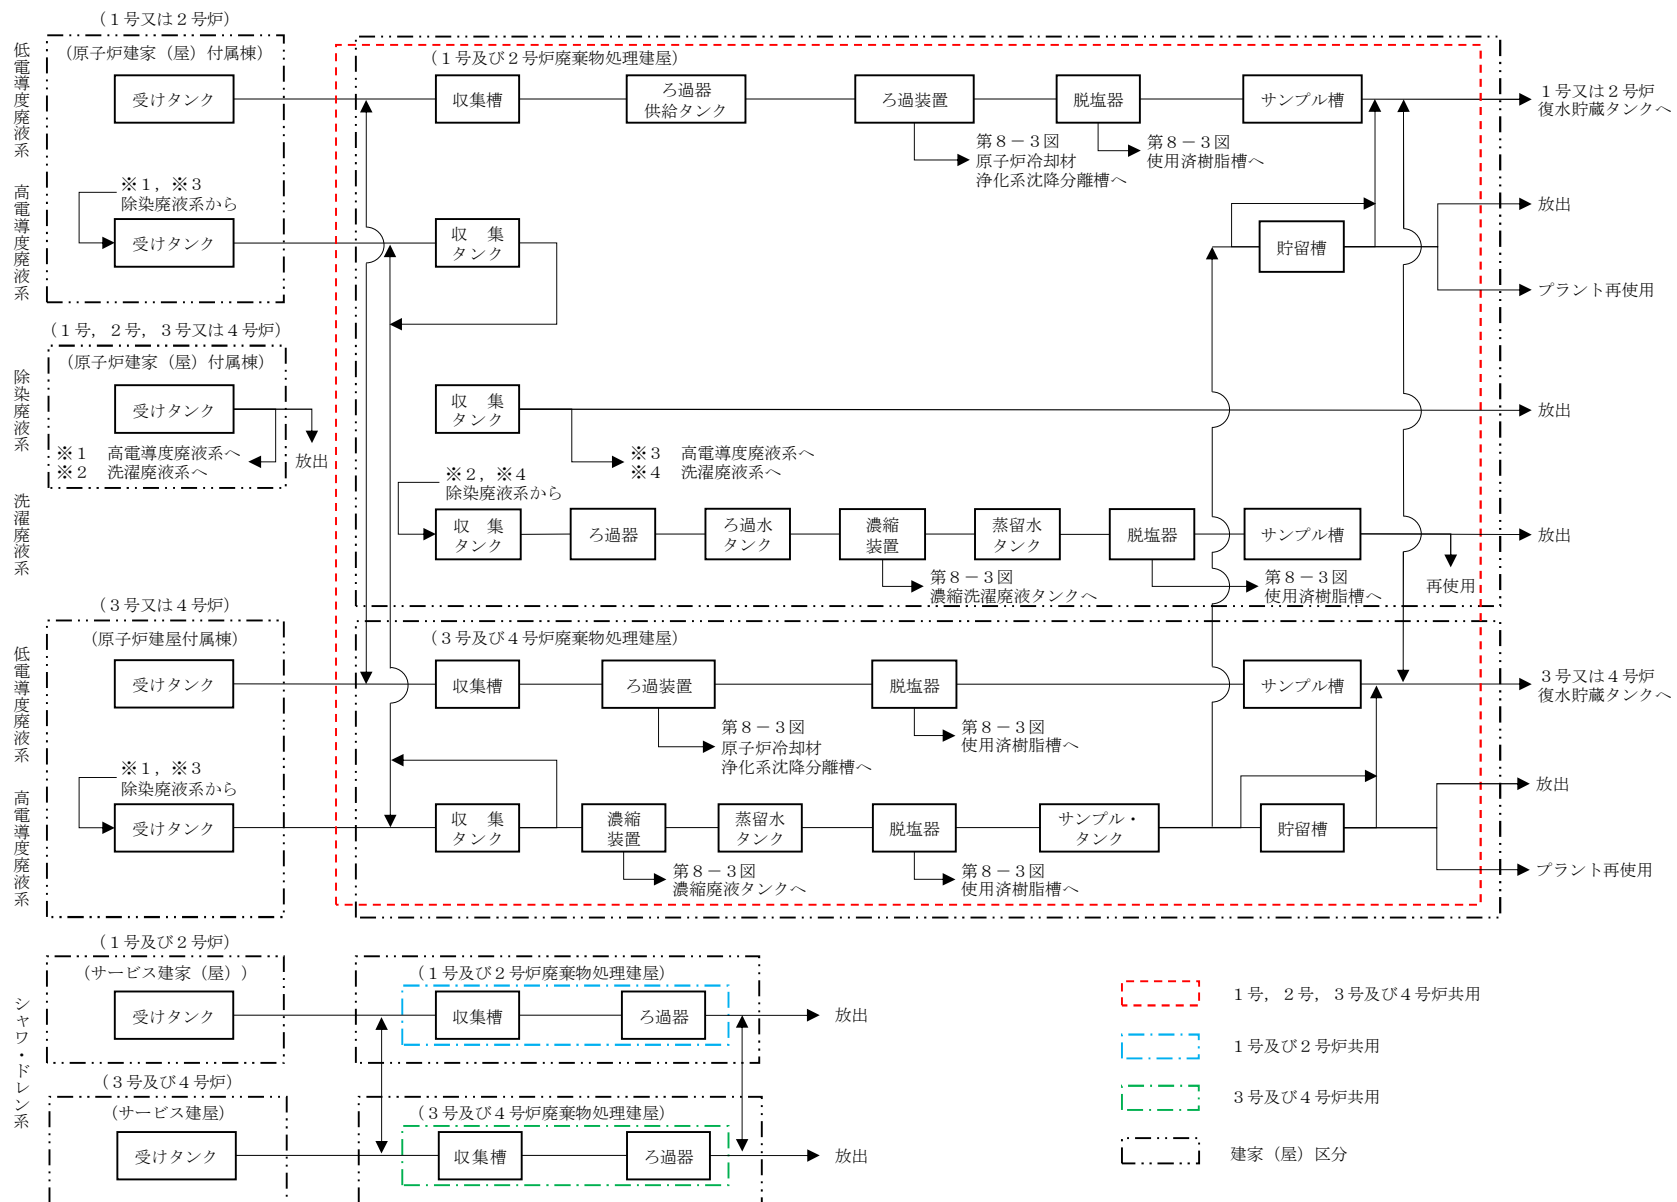 (１号又は２号炉)
低電導度廃液系
(原子炉建家（屋）付属棟)
受けタンク
(１号及び２号炉廃棄物処理建屋)
収集槽
ろ過器
供給タンク
ろ過装置
脱塩器
サンプル槽
１号又は２号炉
復水貯蔵タンクへ
第８－３図
原子炉冷却材
浄化系沈降分離槽へ
第８－３図
使用済樹脂槽へ
高電導度廃液系
※１，※３
除染廃液系から
受けタンク
収　集
タンク
貯留槽
放出
プラント再使用
(１号，２号，３号又は４号炉)
除染廃液系
(原子炉建家（屋）付属棟)
受けタンク
※１　高電導度廃液系へ
※２　洗濯廃液系へ
放出
収　集
タンク
※３　高電導度廃液系へ
※４　洗濯廃液系へ
放出
洗濯廃液系
※２，※４
除染廃液系から
収　集
タンク
ろ過器
ろ過水
タンク
濃縮
装置
蒸留水
タンク
脱塩器
サンプル槽
放出
再使用
第８－３図
濃縮洗濯廃液タンクへ
第８－３図
使用済樹脂槽へ
(３号又は４号炉)
低電導度廃液系
(原子炉建屋付属棟)
受けタンク
(３号及び４号炉廃棄物処理建屋)
収集槽
ろ過装置
脱塩器
サンプル槽
３号又は４号炉
復水貯蔵タンクへ
第８－３図
原子炉冷却材
浄化系沈降分離槽へ
第８－３図
使用済樹脂槽へ
高電導度廃液系
※１，※３
除染廃液系から
受けタンク
収　集
タンク
濃縮
装置
蒸留水
タンク
脱塩器
サンプル・
タンク
貯留槽
放出
プラント再使用
第８－３図
濃縮廃液タンクへ
第８－３図
使用済樹脂槽へ
シャワ・ドレン系
(１号及び２号炉)
(サービス建家（屋）)
受けタンク
(１号及び２号炉廃棄物処理建屋)
収集槽
ろ過器
放出
(３号及び４号炉)
(サービス建屋)
受けタンク
(３号及び４号炉廃棄物処理建屋)
収集槽
ろ過器
放出
１号，２号，３号及び４号炉共用
１号及び２号炉共用
３号及び４号炉共用
建家（屋）区分